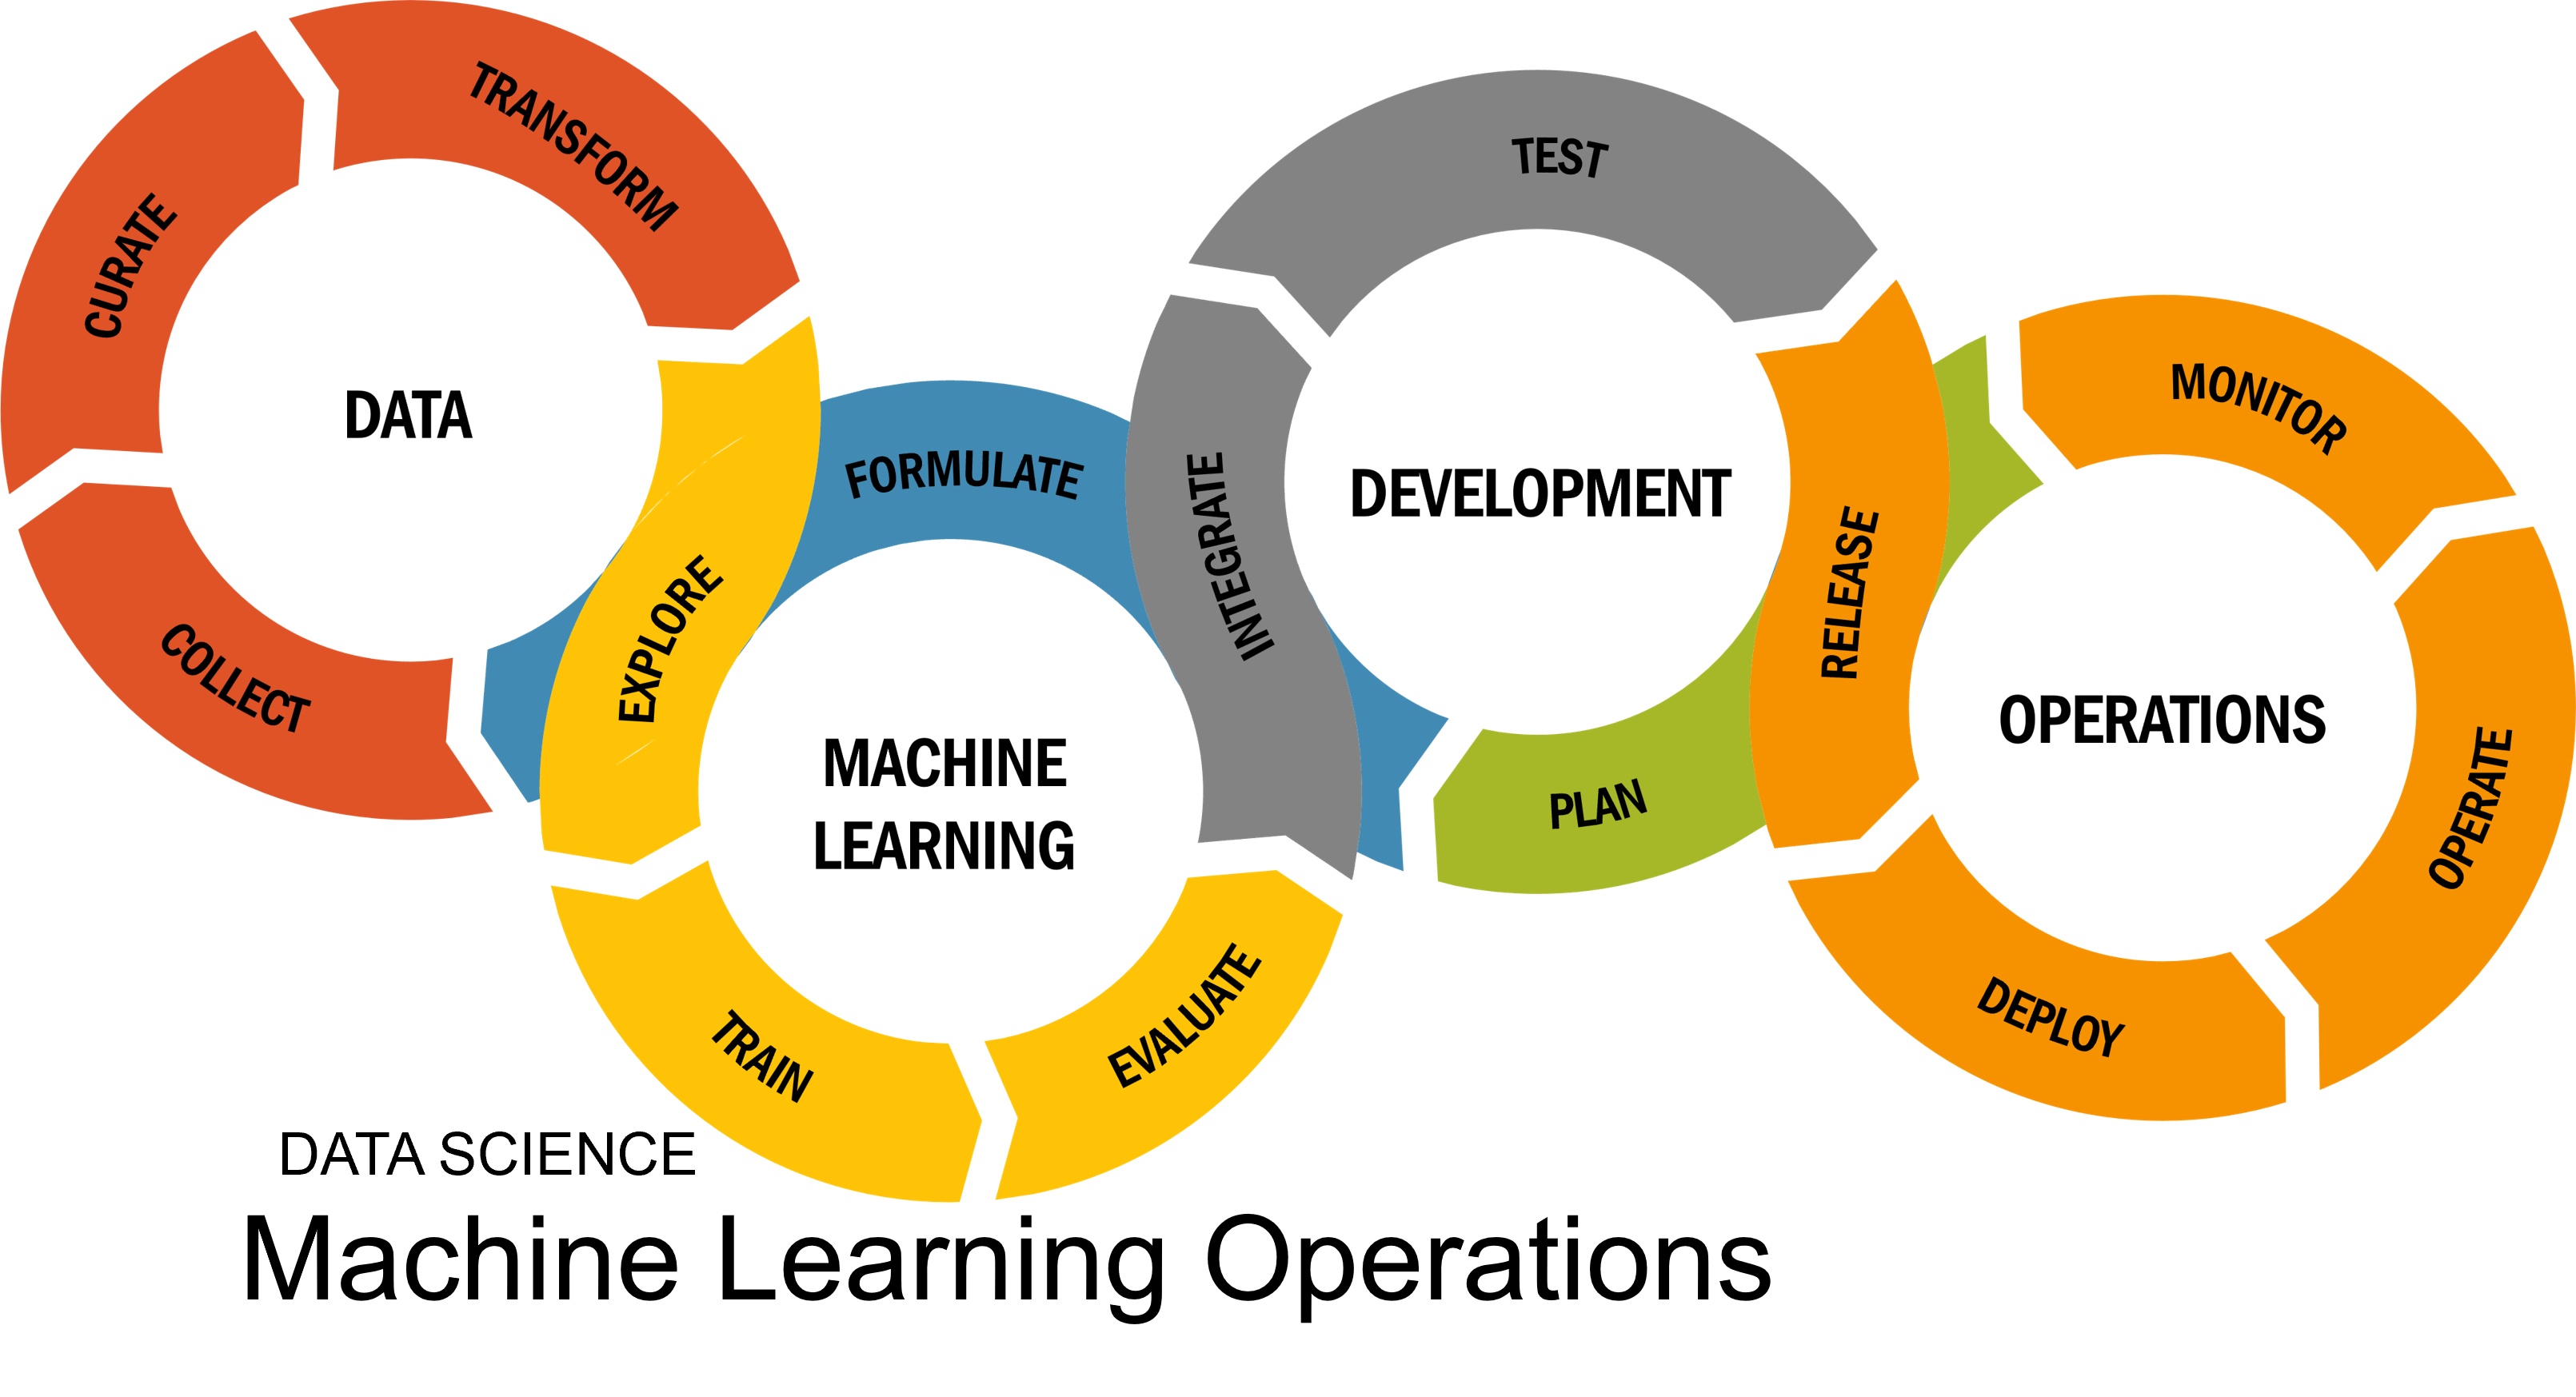 TRANSFORM
CURATE
DATA
COLLECT
EXPLORE
FORMULATE
MACHINE
LEARNING
TRAIN
EVALUATE
INTEGRATE
TEST
DEVELOPMENT
PLAN
RELEASE
MONITOR
OPERATIONS
OPERATE
DEPLOY
DATA SCIENCE
Machine Learning Operations